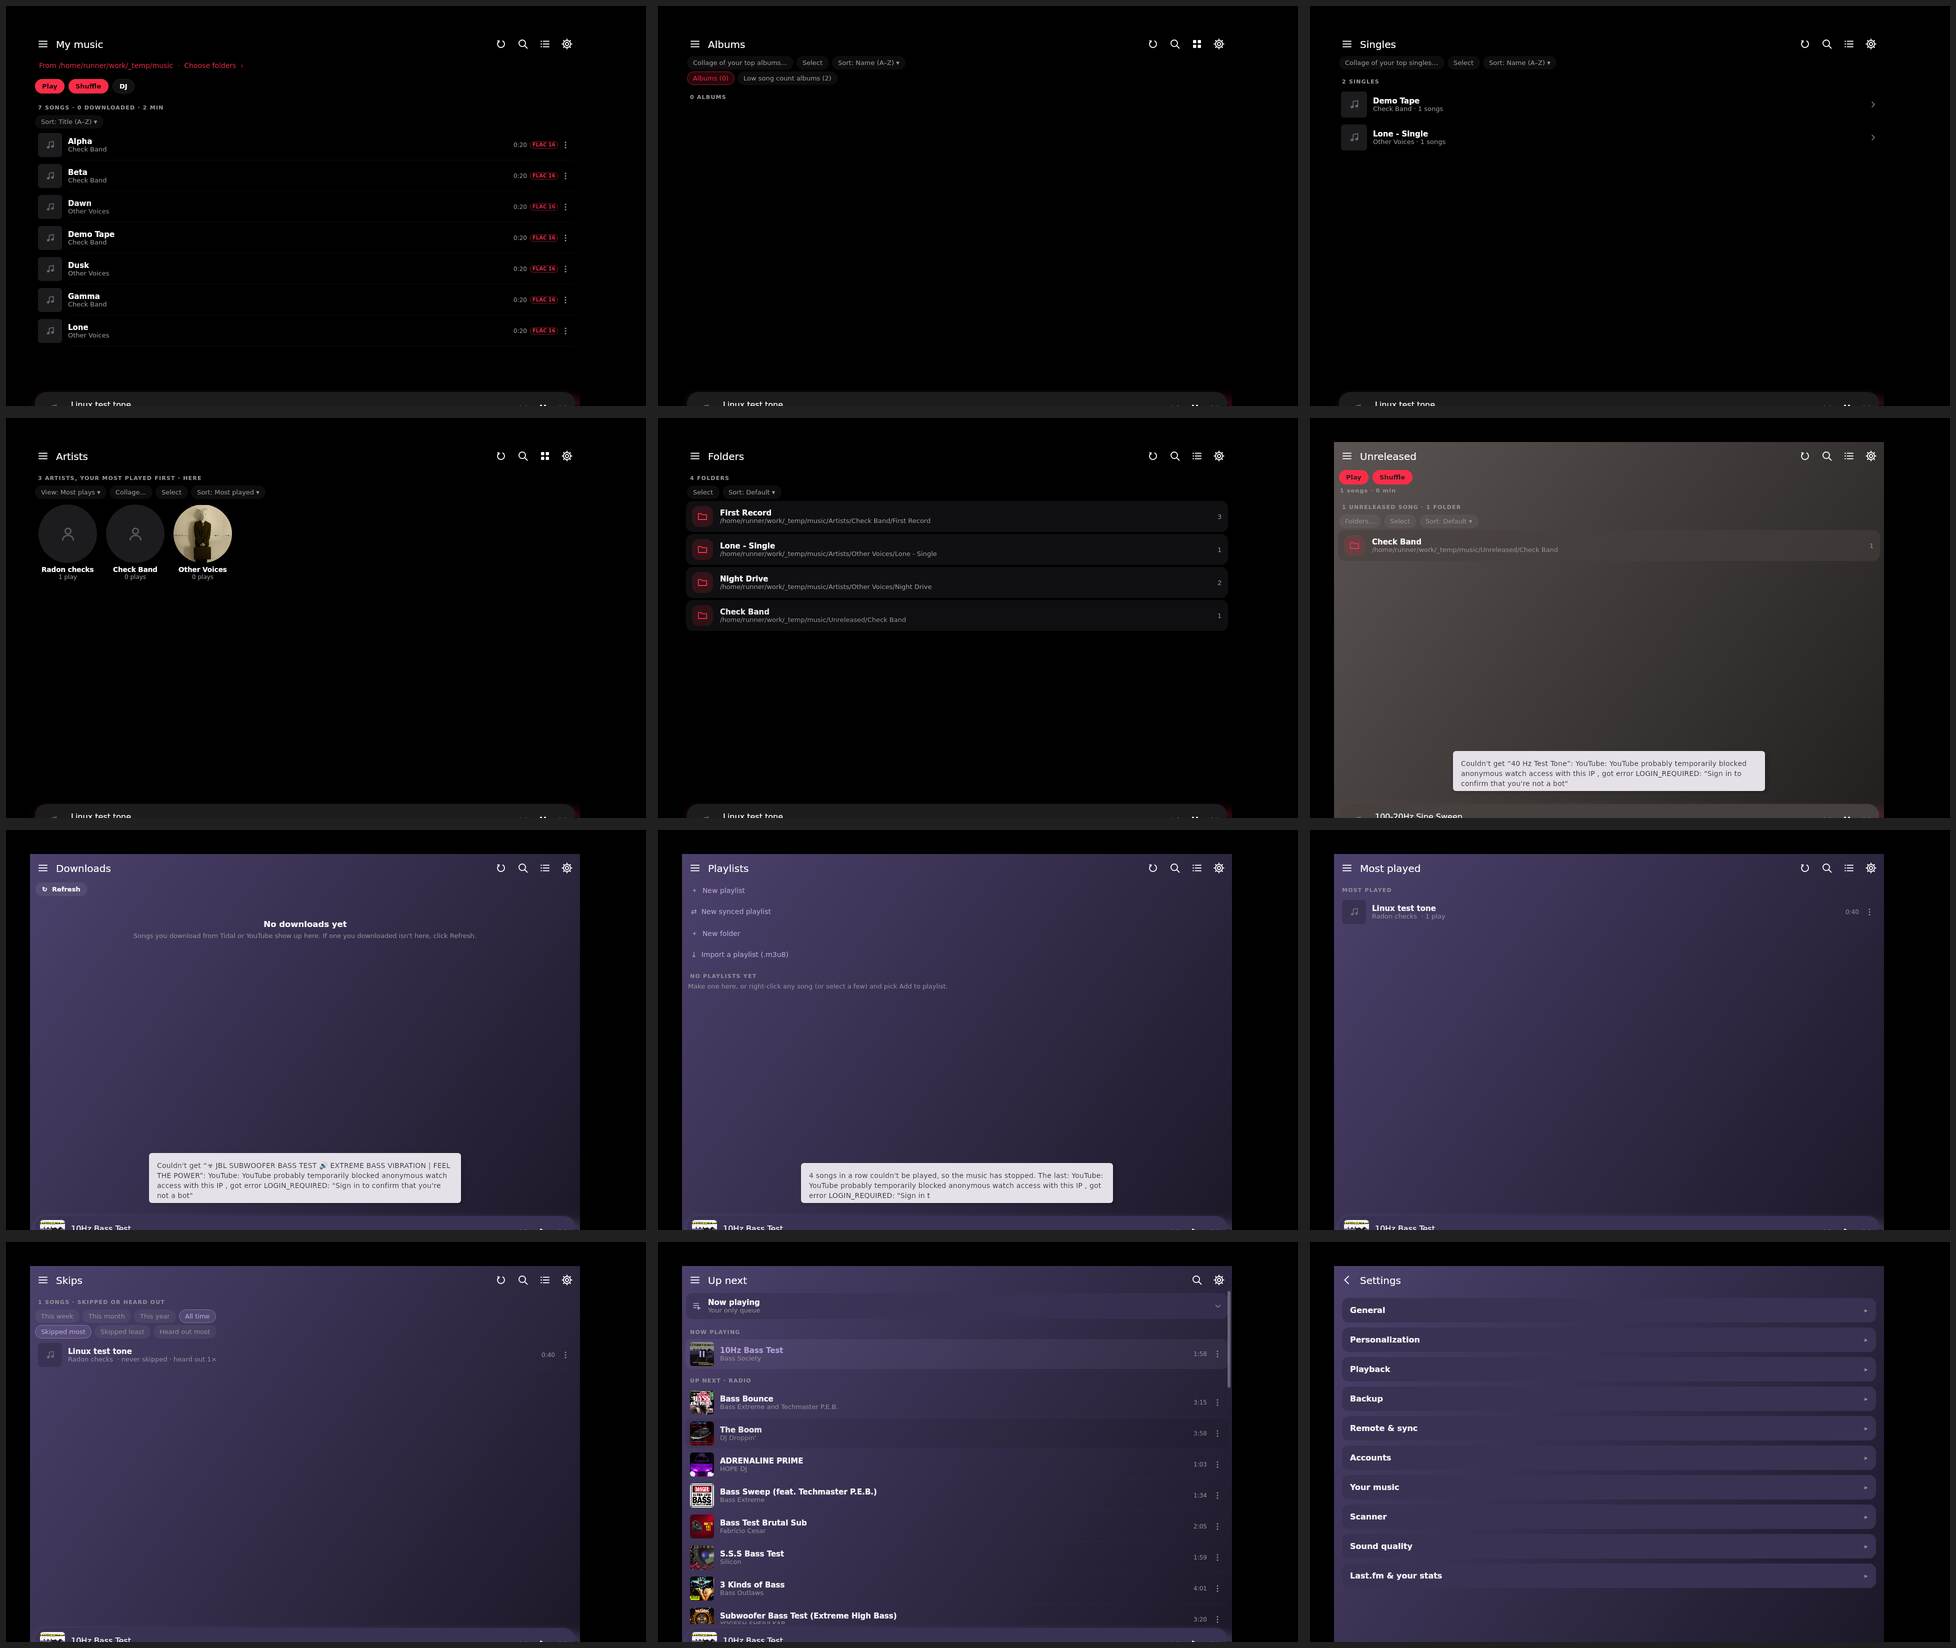 My music
From /home/runner/work/_temp/music · Choose folders ›
Play Shuffle DJ
7 SONGS · 0 DOWNLOADED · 2 MIN
Sort: Title (A–Z) ▾
Alpha
Check Band
0:20 FLAC 16
Beta
Check Band
0:20 FLAC 16
Dawn
Other Voices
0:20 FLAC 16
Demo Tape
Check Band
0:20 FLAC 16
Dusk
Other Voices
0:20 FLAC 16
Gamma
Check Band
0:20 FLAC 16
Lone
Other Voices
0:20 FLAC 16
Linux test tone
Albums
Collage of your top albums... Select Sort: Name (A–Z) ▾
Albums (0) Low song count albums (2)
0 ALBUMS
Linux test tone
Singles
Collage of your top singles... Select Sort: Name (A–Z) ▾
2 SINGLES
Demo Tape
Check Band · 1 songs
Lone - Single
Other Voices · 1 songs
Linux test tone
Artists
3 ARTISTS, YOUR MOST PLAYED FIRST · HERE
View: Most plays ▾ Collage... Select Sort: Most played ▾
Radon checks
1 play
Check Band
0 plays
Other Voices
0 plays
Linux test tone
Folders
4 FOLDERS
Select Sort: Default ▾
First Record
/home/runner/work/_temp/music/Artists/Check Band/First Record
3
Lone - Single
/home/runner/work/_temp/music/Artists/Other Voices/Lone - Single
1
Night Drive
/home/runner/work/_temp/music/Artists/Other Voices/Night Drive
2
Check Band
/home/runner/work/_temp/music/Unreleased/Check Band
1
Linux test tone
Unreleased
Play Shuffle
1 songs · 0 min
1 UNRELEASED SONG · 1 FOLDER
Folders... Select Sort: Default ▾
Check Band
/home/runner/work/_temp/music/Unreleased/Check Band
1
Couldn't get "40 Hz Test Tone": YouTube: YouTube probably temporarily blocked
anonymous watch access with this IP , got error LOGIN_REQUIRED: "Sign in to
confirm that you're not a bot"
100-20Hz Sine Sweep
Downloads
↻ Refresh
No downloads yet
Songs you download from Tidal or YouTube show up here. If one you downloaded isn't here, click Refresh.
Couldn't get "☣ JBL SUBWOOFER BASS TEST 🔊 EXTREME BASS VIBRATION | FEEL
THE POWER": YouTube: YouTube probably temporarily blocked anonymous watch
access with this IP , got error LOGIN_REQUIRED: "Sign in to confirm that you're
not a bot"
10Hz Bass Test
Playlists
+ New playlist
⇄ New synced playlist
+ New folder
↓ Import a playlist (.m3u8)
NO PLAYLISTS YET
Make one here, or right-click any song (or select a few) and pick Add to playlist.
4 songs in a row couldn't be played, so the music has stopped. The last: YouTube:
YouTube probably temporarily blocked anonymous watch access with this IP , got
error LOGIN_REQUIRED: "Sign in t
10Hz Bass Test
Most played
MOST PLAYED
Linux test tone
Radon checks · 1 play
0:40
10Hz Bass Test
Skips
1 SONGS · SKIPPED OR HEARD OUT
This week This month This year All time
Skipped most Skipped least Heard out most
Linux test tone
Radon checks · never skipped · heard out 1×
0:40
10Hz Bass Test
Up next
Now playing
Your only queue
NOW PLAYING
10Hz Bass Test
Bass Society
1:58
UP NEXT · RADIO
Bass Bounce
Bass Extreme and Techmaster P.E.B.
3:15
The Boom
DJ Droppin'
3:58
ADRENALINE PRIME
HOPE DJ
1:03
Bass Sweep (feat. Techmaster P.E.B.)
Bass Extreme
1:34
Bass Test Brutal Sub
Fabrício Cesar
2:05
S.S.S Bass Test
Silicon
1:59
3 Kinds of Bass
Bass Outlaws
4:01
Subwoofer Bass Test (Extreme High Bass)
3:20
10Hz Bass Test
Settings
General
Personalization
Playback
Backup
Remote & sync
Accounts
Your music
Scanner
Sound quality
Last.fm & your stats